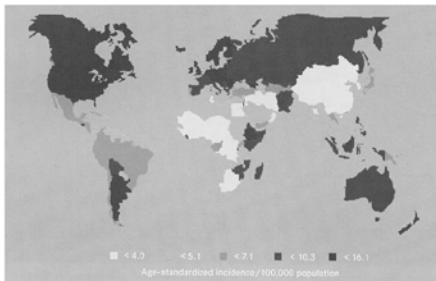 < 4.0 < 5.1 < 7.1 < 10.3 < 16.1
Age-standardized incidence/100,000 population